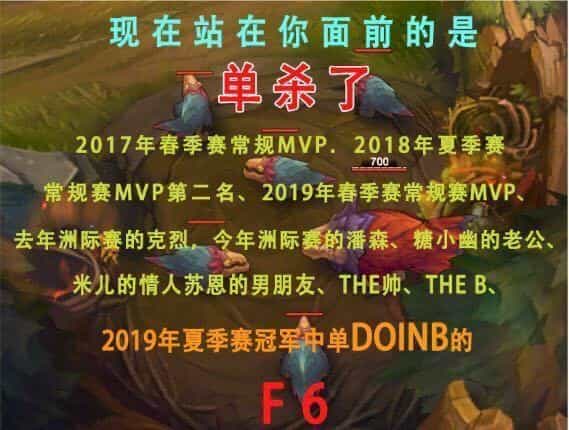 现在站在你面前的是
单杀了
2017年春季赛常规MVP.2018年夏季赛
700
常规赛MVP第二名、2019年春季赛常规赛MVP、
去年洲际赛的克烈，今年洲际赛的潘森、糖小幽的老公、
米儿的情人苏恩的男朋友、THE帅、THE B、
2019年夏季赛冠军中单DOINB的
F6